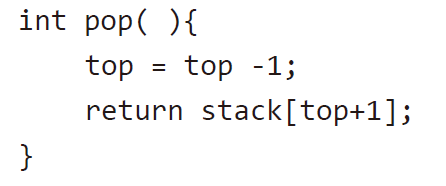 int pop( ){
    top = top -1;
    return stack[top+1];
}